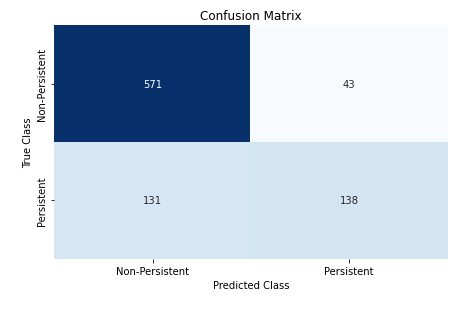 Confusion Matrix
True Class
Non-Persistent
571
43
Persistent
131
138
Non-Persistent
Persistent
Predicted Class